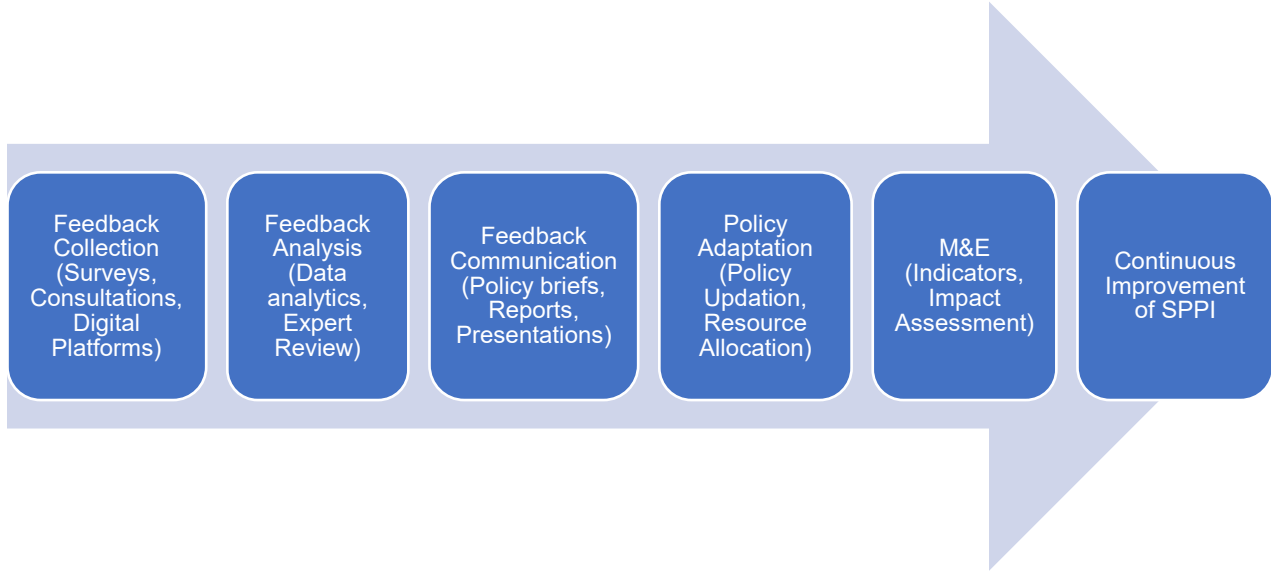 Feedback
Collection
(Surveys,
Consultations,
Digital
Platforms)
Feedback
Analysis
(Data
analytics,
Expert
Review)
Feedback
Communication
(Policy briefs,
Reports,
Presentations)
Policy
Adaptation
(Policy
Updation,
Resource
Allocation)
M&E
(Indicators,
Impact
Assessment)
Continuous
Improvement
of SPPI